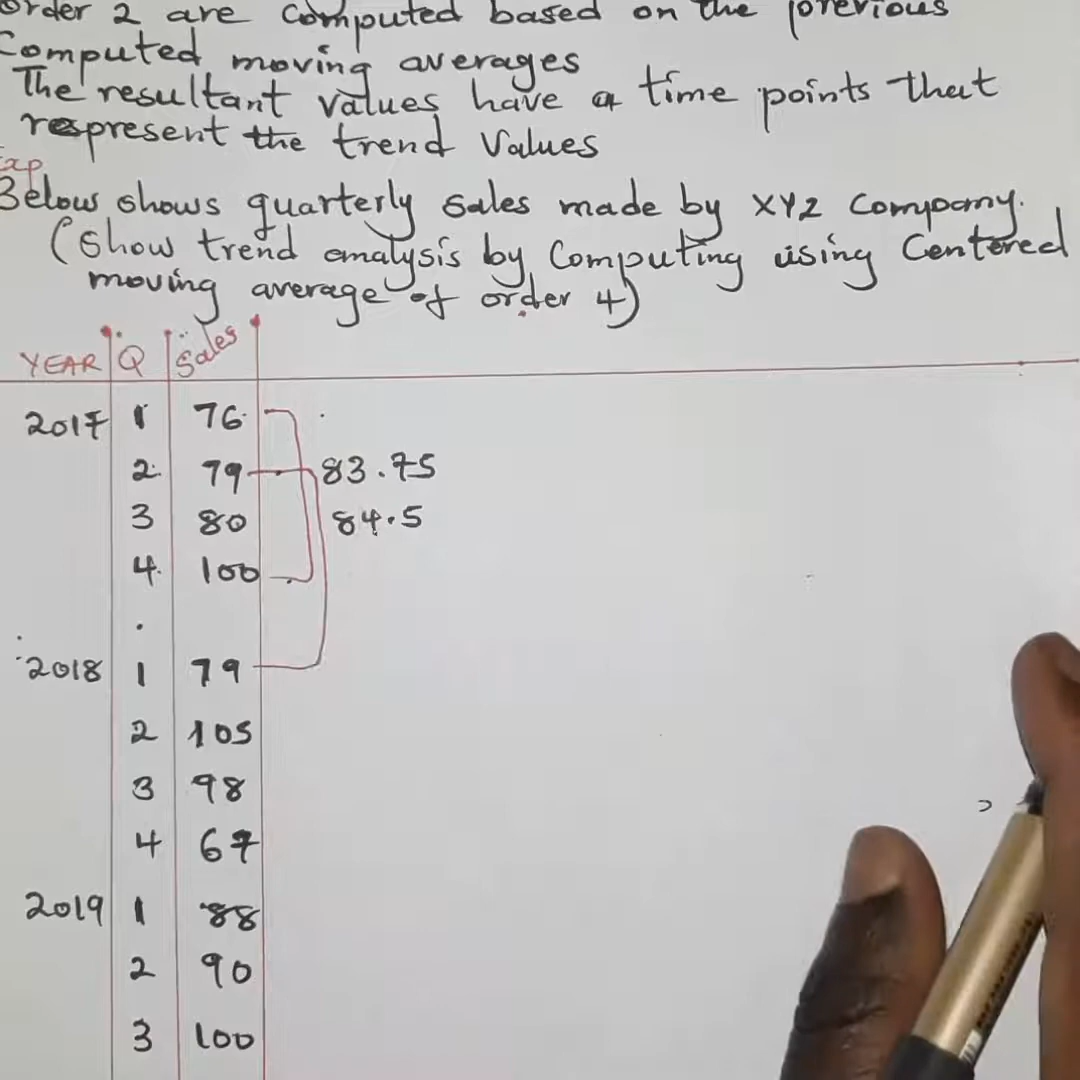 order 2 are computed based on the previous
Computed moving averages
The resultant values have a time points that
represent the trend values
Exp
Below shows quarterly sales made by XYZ Company.
(Show trend analysis by Computing using Centered
moving average of order 4)
YEAR Q Sales
2017 1 76
2 79 83.75
3 80 84.5
4 100
2018 1 79
2 105
3 98
4 67
2019 1 88
2 90
3 100